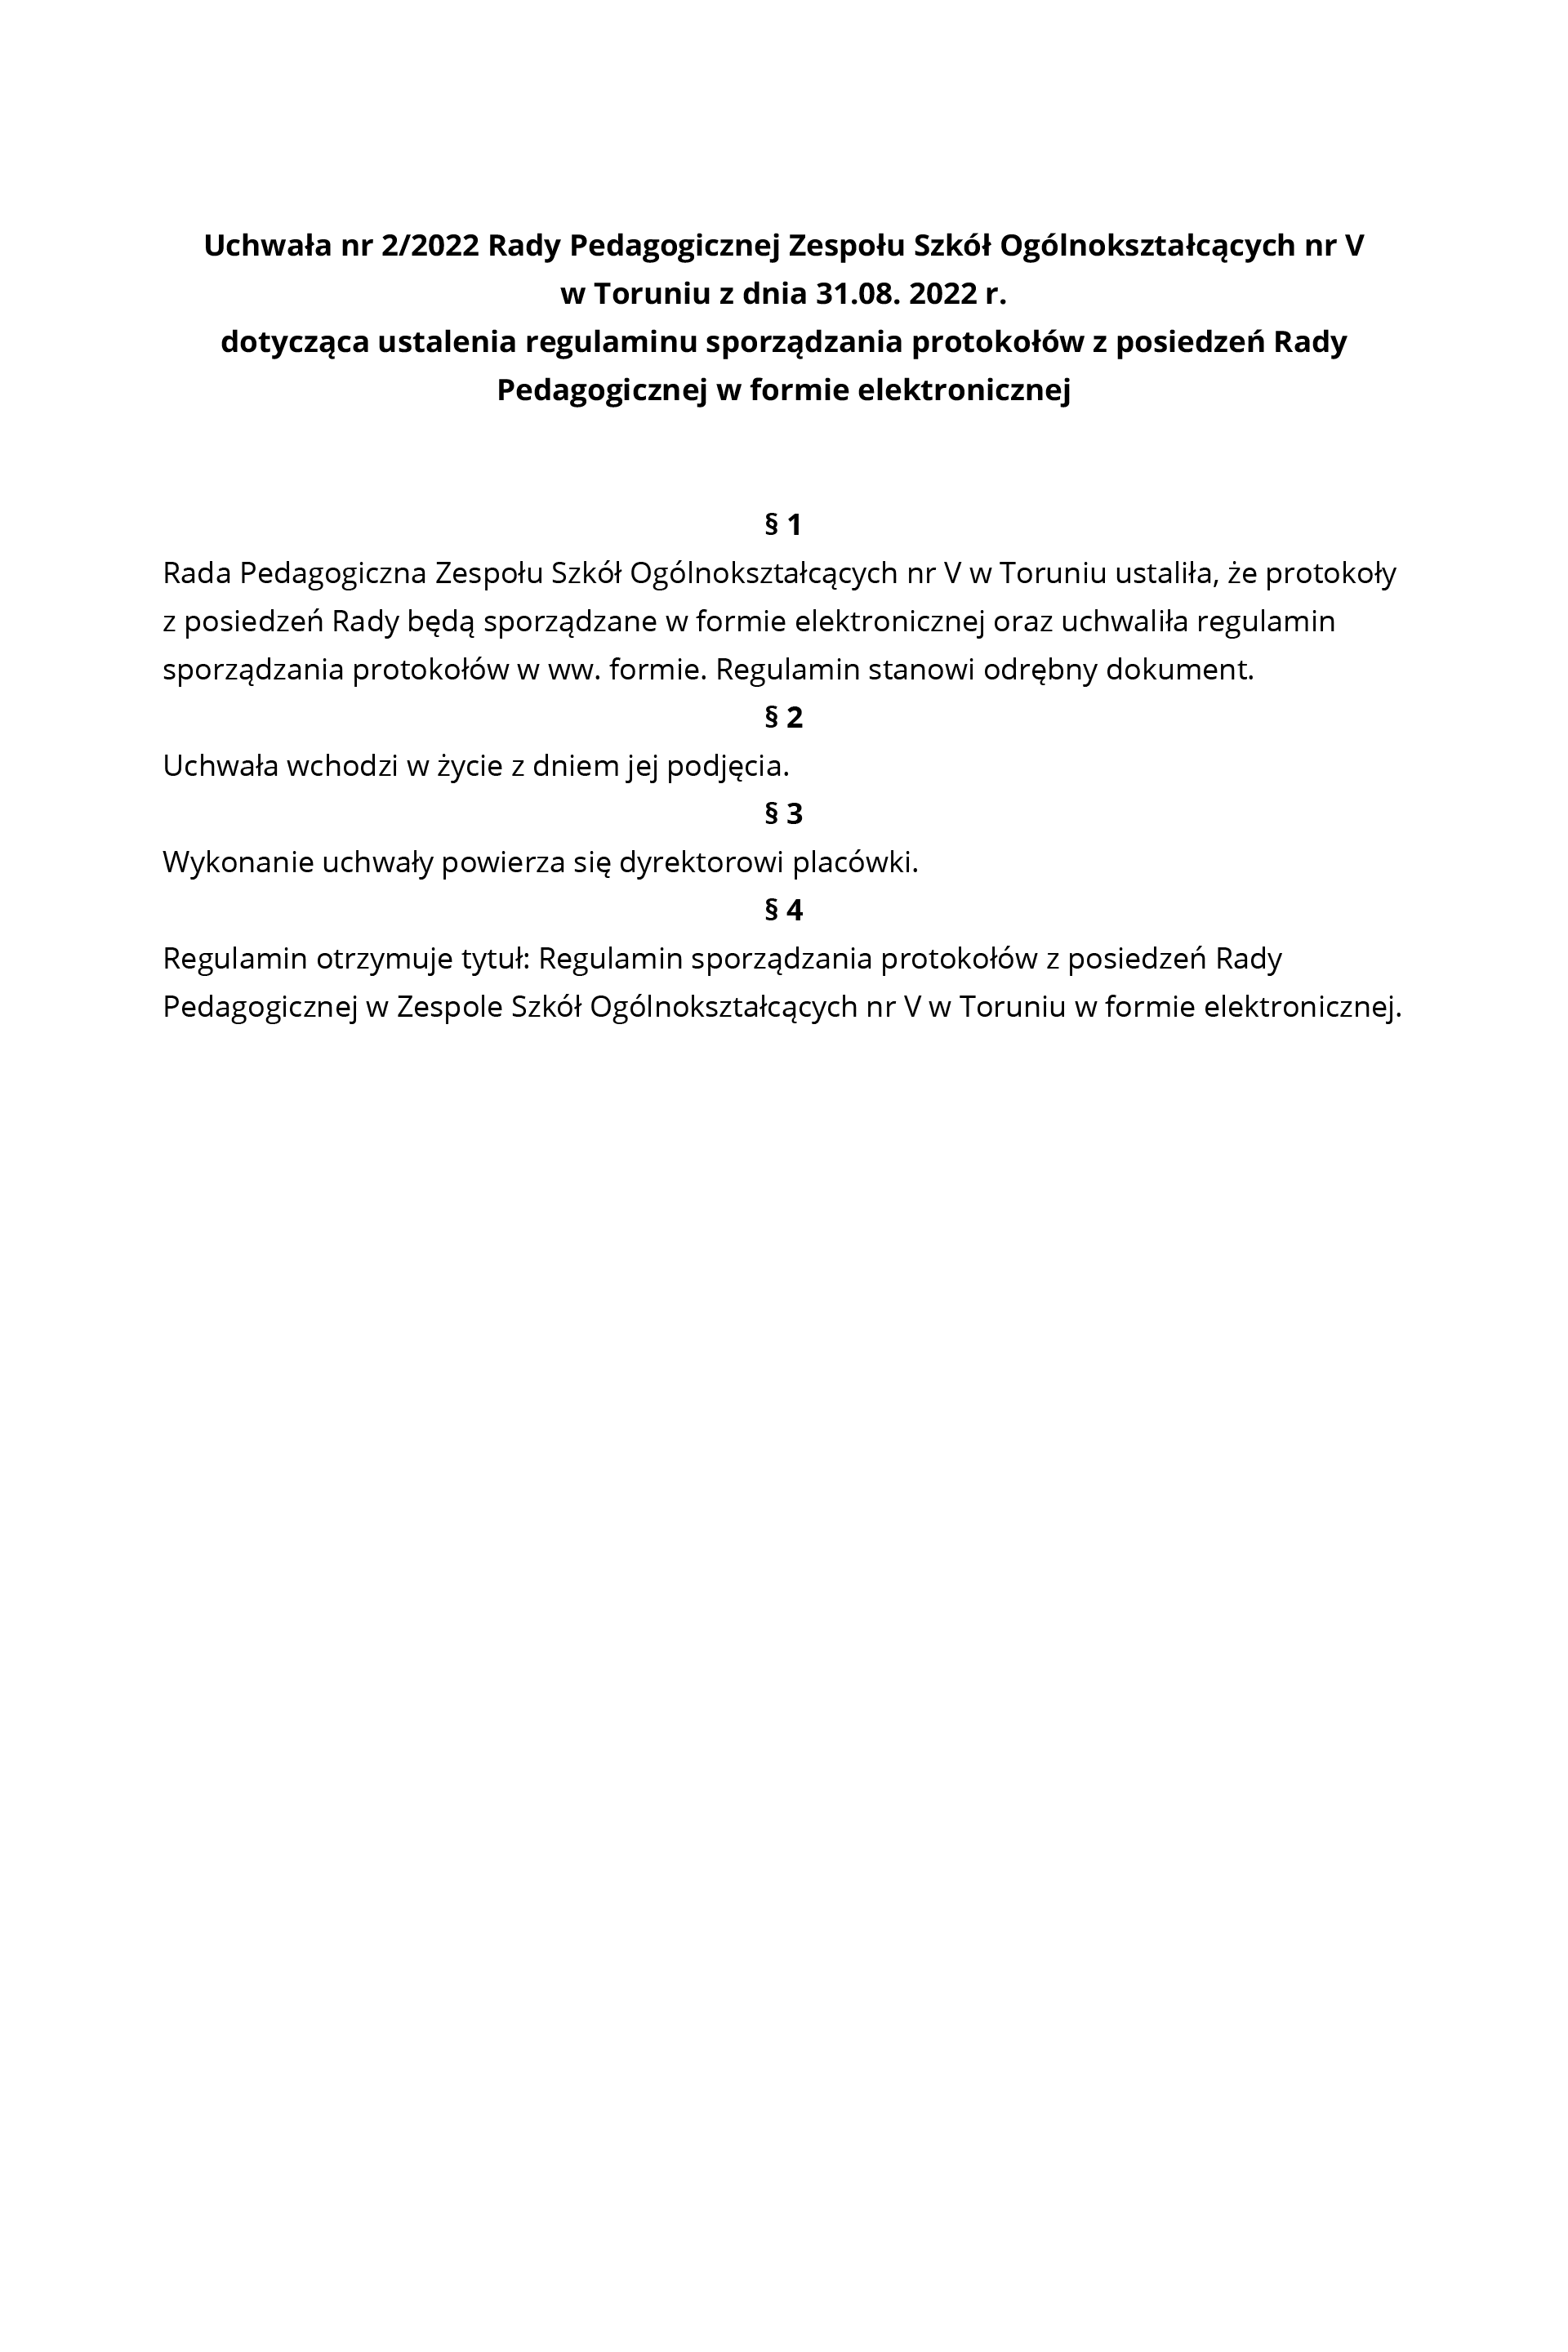 Uchwała nr 2/2022 Rady Pedagogicznej Zespołu Szkół Ogólnokształcących nr V
w Toruniu z dnia 31.08. 2022 r.
dotycząca ustalenia regulaminu sporządzania protokołów z posiedzeń Rady
Pedagogicznej w formie elektronicznej
§ 1
Rada Pedagogiczna Zespołu Szkół Ogólnokształcących nr V w Toruniu ustaliła, że protokoły
z posiedzeń Rady będą sporządzane w formie elektronicznej oraz uchwaliła regulamin
sporządzania protokołów w ww. formie. Regulamin stanowi odrębny dokument.
§ 2
Uchwała wchodzi w życie z dniem jej podjęcia.
§ 3
Wykonanie uchwały powierza się dyrektorowi placówki.
§ 4
Regulamin otrzymuje tytuł: Regulamin sporządzania protokołów z posiedzeń Rady
Pedagogicznej w Zespole Szkół Ogólnokształcących nr V w Toruniu w formie elektronicznej.